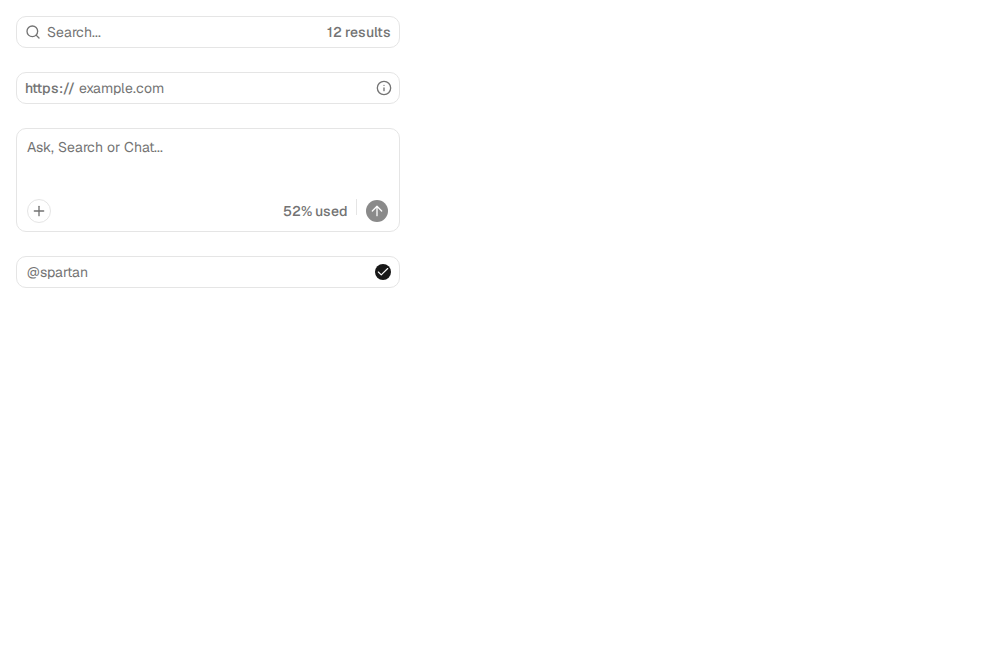 Search... 12 results
https:// example.com
Ask, Search or Chat...
52% used
@spartan